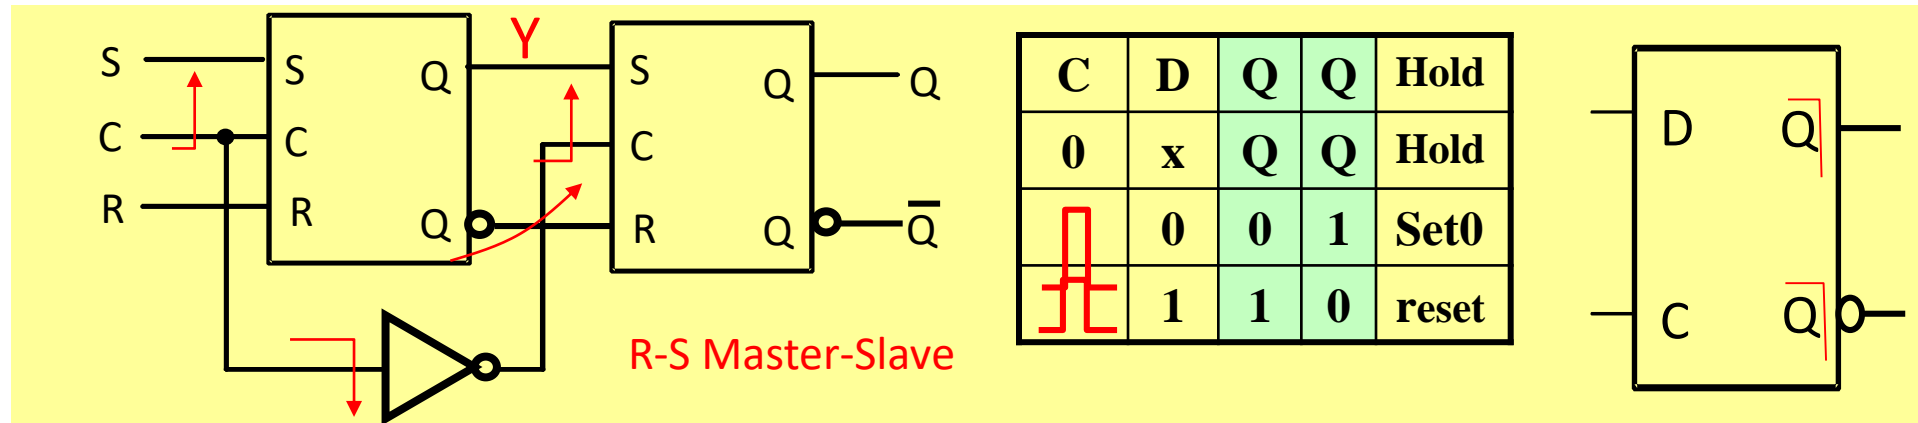 S
C
R
S
C
R
Q
Q
Y
S
C
R
Q
Q
Q
Q̅
R-S Master-Slave
C D Q Q Hold
0 x Q Q Hold
0 0 1 Set0
1 1 0 reset
D
C
Q
Q